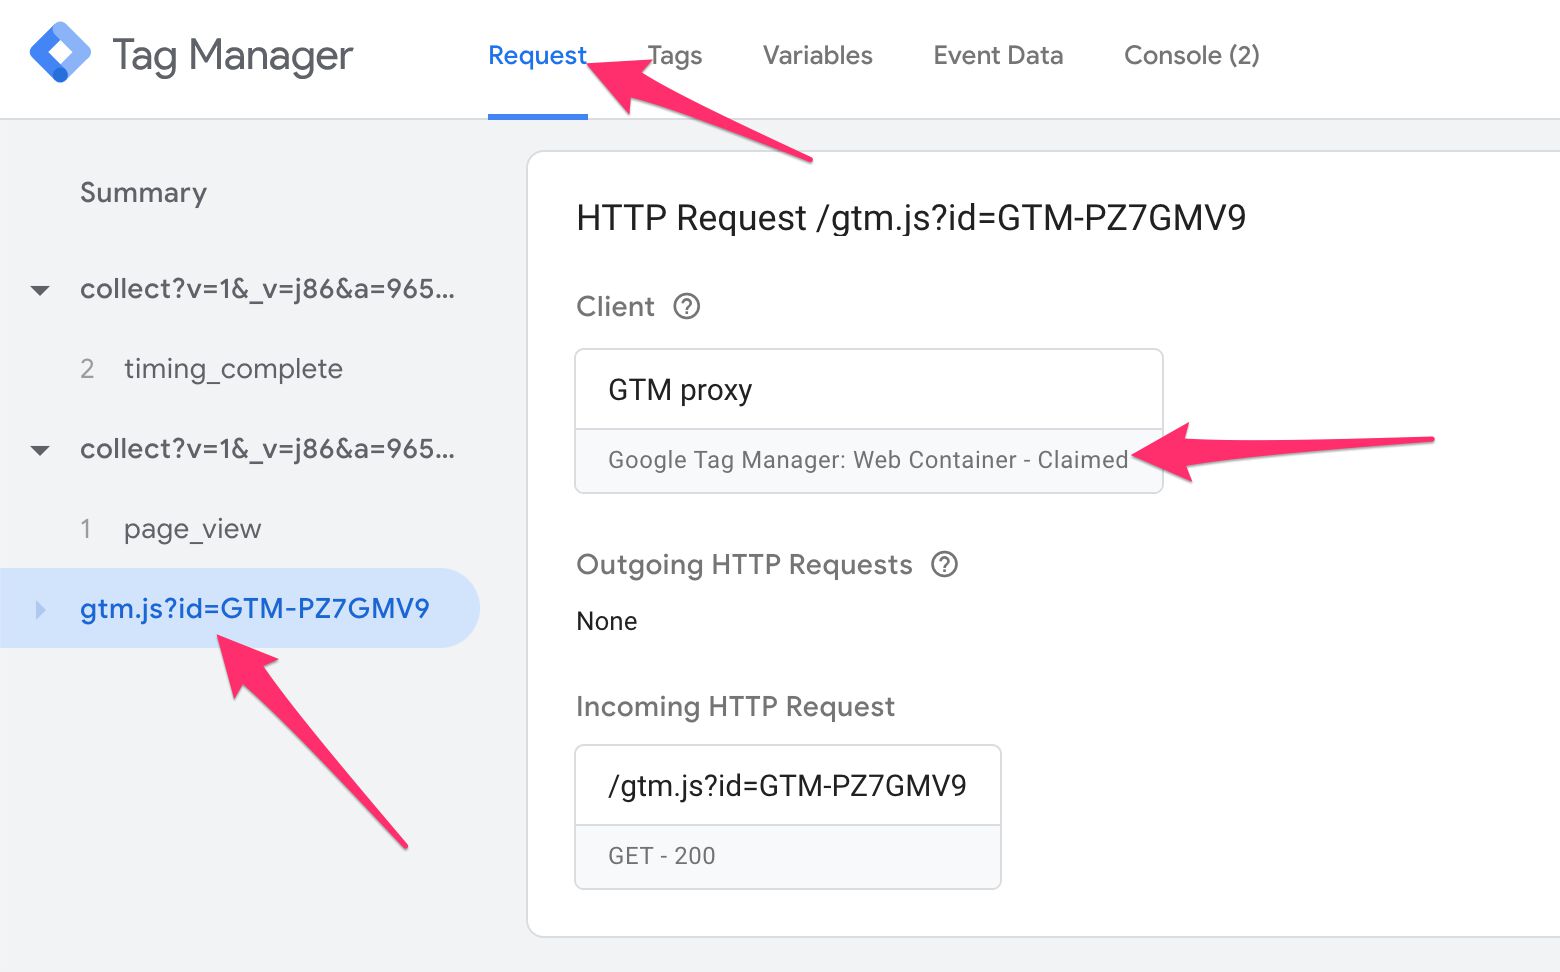 Tag Manager
Request Tags Variables Event Data Console (2)
Summary
collect?v=1&_v=j86&a=965...
2 timing_complete
collect?v=1&_v=j86&a=965...
1 page_view
gtm.js?id=GTM-PZ7GMV9
HTTP Request /gtm.js?id=GTM-PZ7GMV9
Client
GTM proxy
Google Tag Manager: Web Container - Claimed
Outgoing HTTP Requests
None
Incoming HTTP Request
/gtm.js?id=GTM-PZ7GMV9
GET - 200